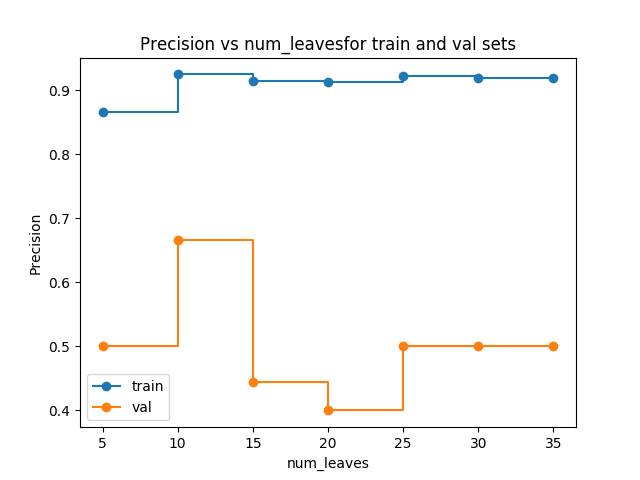 Precision vs num_leavesfor train and val sets
Precision
0.9
0.8
0.7
0.6
0.5
0.4
train
val
5 10 15 20 25 30 35
num_leaves